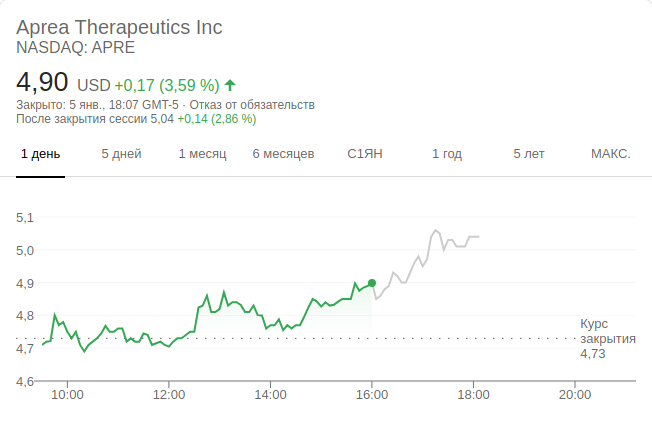 Aprea Therapeutics Inc
NASDAQ: APRE
4,90 USD +0,17 (3,59 %)
Закрыто: 5 янв., 18:07 GMT-5 · Отказ от обязательств
После закрытия сессии 5,04 +0,14 (2,86 %)
1 день 5 дней 1 месяц 6 месяцев С1ЯН 1 год 5 лет МАКС.
5,1
5,0
4,9
4,8
4,7
4,6
Курс
закрытия
4,73
10:00 12:00 14:00 16:00 18:00 20:00